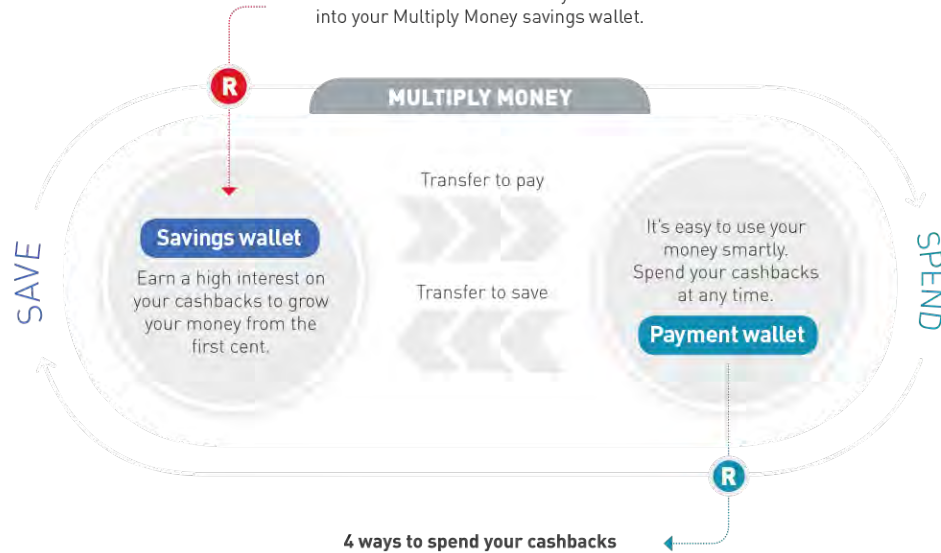 into your Multiply Money savings wallet.
R
MULTIPLY MONEY
SAVE
Savings wallet
Earn a high interest on
your cashbacks to grow
your money from the
first cent.
Transfer to pay
Transfer to save
It's easy to use your
money smartly.
Spend your cashbacks
at any time.
Payment wallet
SPEND
R
4 ways to spend your cashbacks